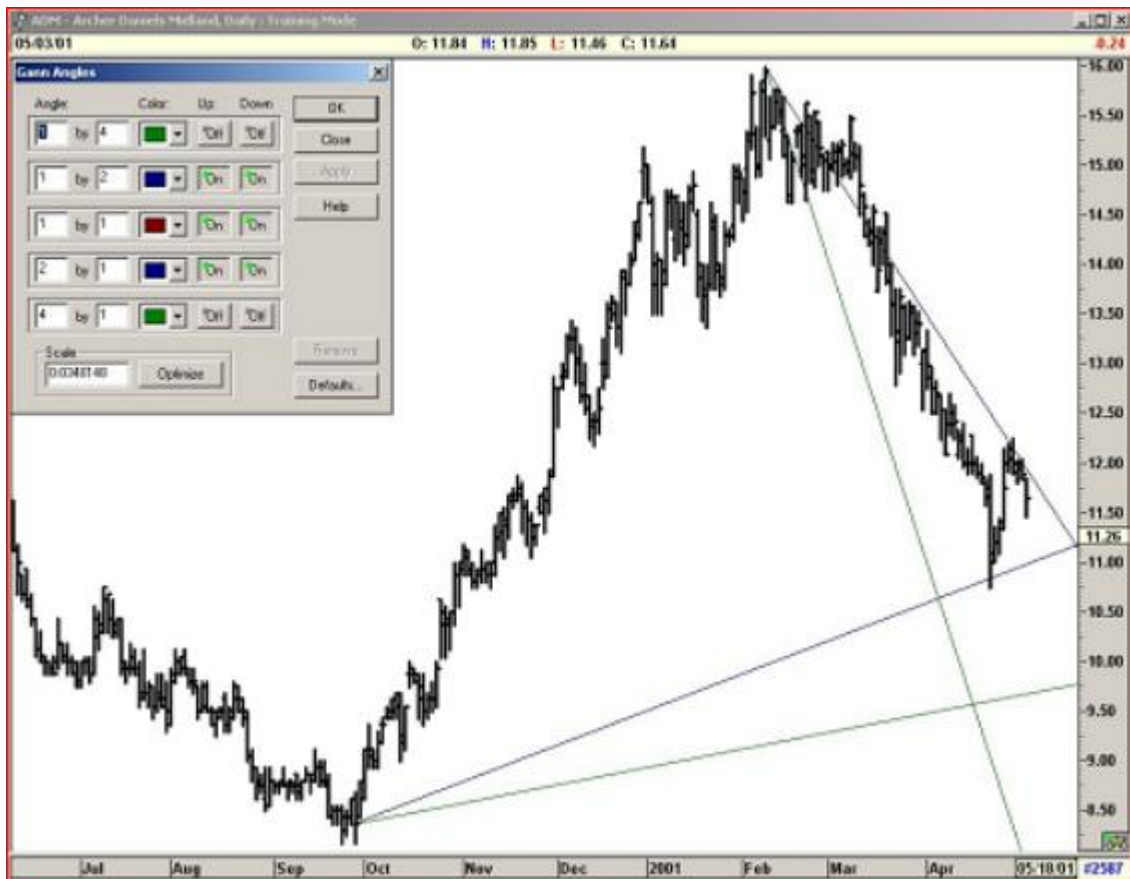 ADM - Archer Daniels Midland, Daily : Training Mode
05/03/01 O: 11.84 H: 11.85 L: 11.46 C: 11.64 -0.24
Gann Angles
Angle: Color: Up: Down
1 by 4 Off Off
1 by 2 On On
1 by 1 On On
2 by 1 On On
4 by 1 Off Off
Scale
Optimize
OK
Close
Apply
Help
Remove
Defaults...
16.00
15.50
15.00
14.50
14.00
13.50
13.00
12.50
12.00
11.50
11.26
11.00
10.50
10.00
9.50
9.00
8.50
Jul Aug Sep Oct Nov Dec 2001 Feb Mar Apr 05/18/01 #2587